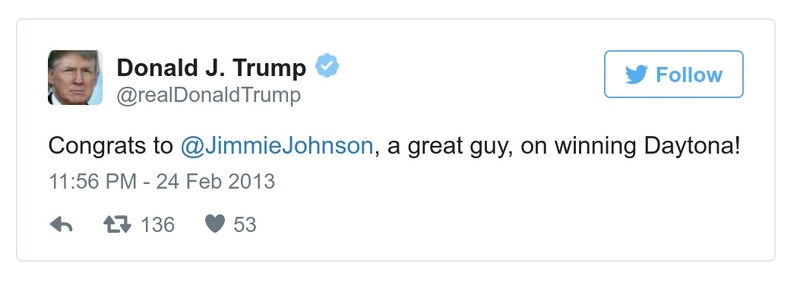 Donald J. Trump
@realDonaldTrump
Follow
Congrats to @JimmieJohnson, a great guy, on winning Daytona!
11:56 PM - 24 Feb 2013
136 53